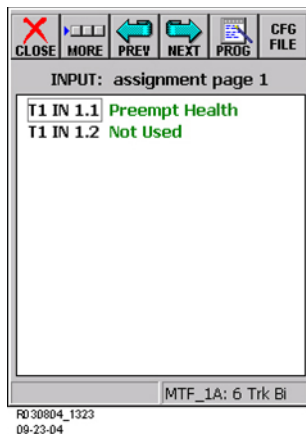 CLOSE MORE PREV NEXT PROG CFG FILE
INPUT: assignment page 1
T1 IN 1.1 Preempt Health
T1 IN 1.2 Not Used
MTF_1A: 6 Trk Bi
R030804_1323
09-23-04